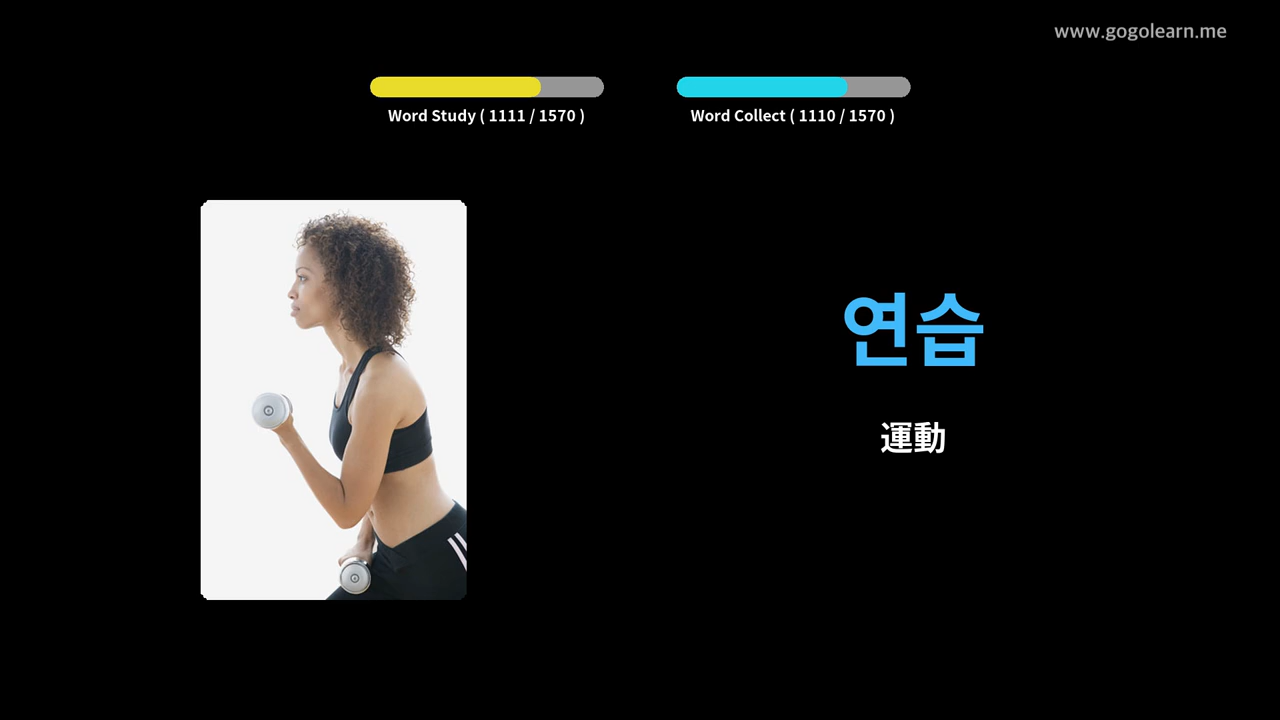 www.gogolearn.me
Word Study ( 1111 / 1570 )
Word Collect ( 1110 / 1570 )
연습
運動